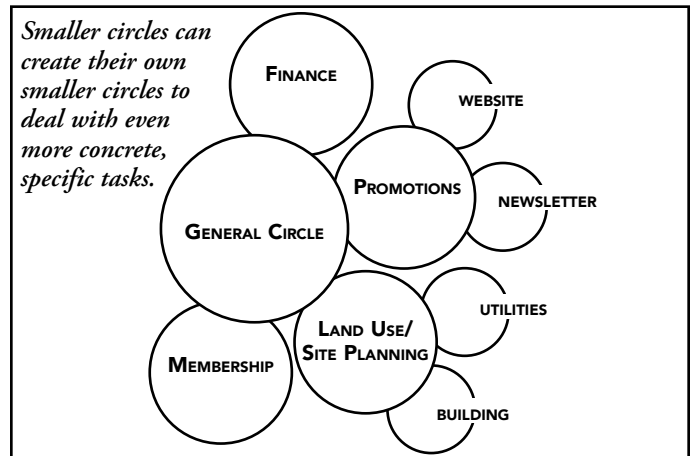 Smaller circles can
create their own
smaller circles to
deal with even
more concrete,
specific tasks.
Finance
Website
Promotions
Newsletter
General Circle
Utilities
Land Use/
Site Planning
Membership
Building